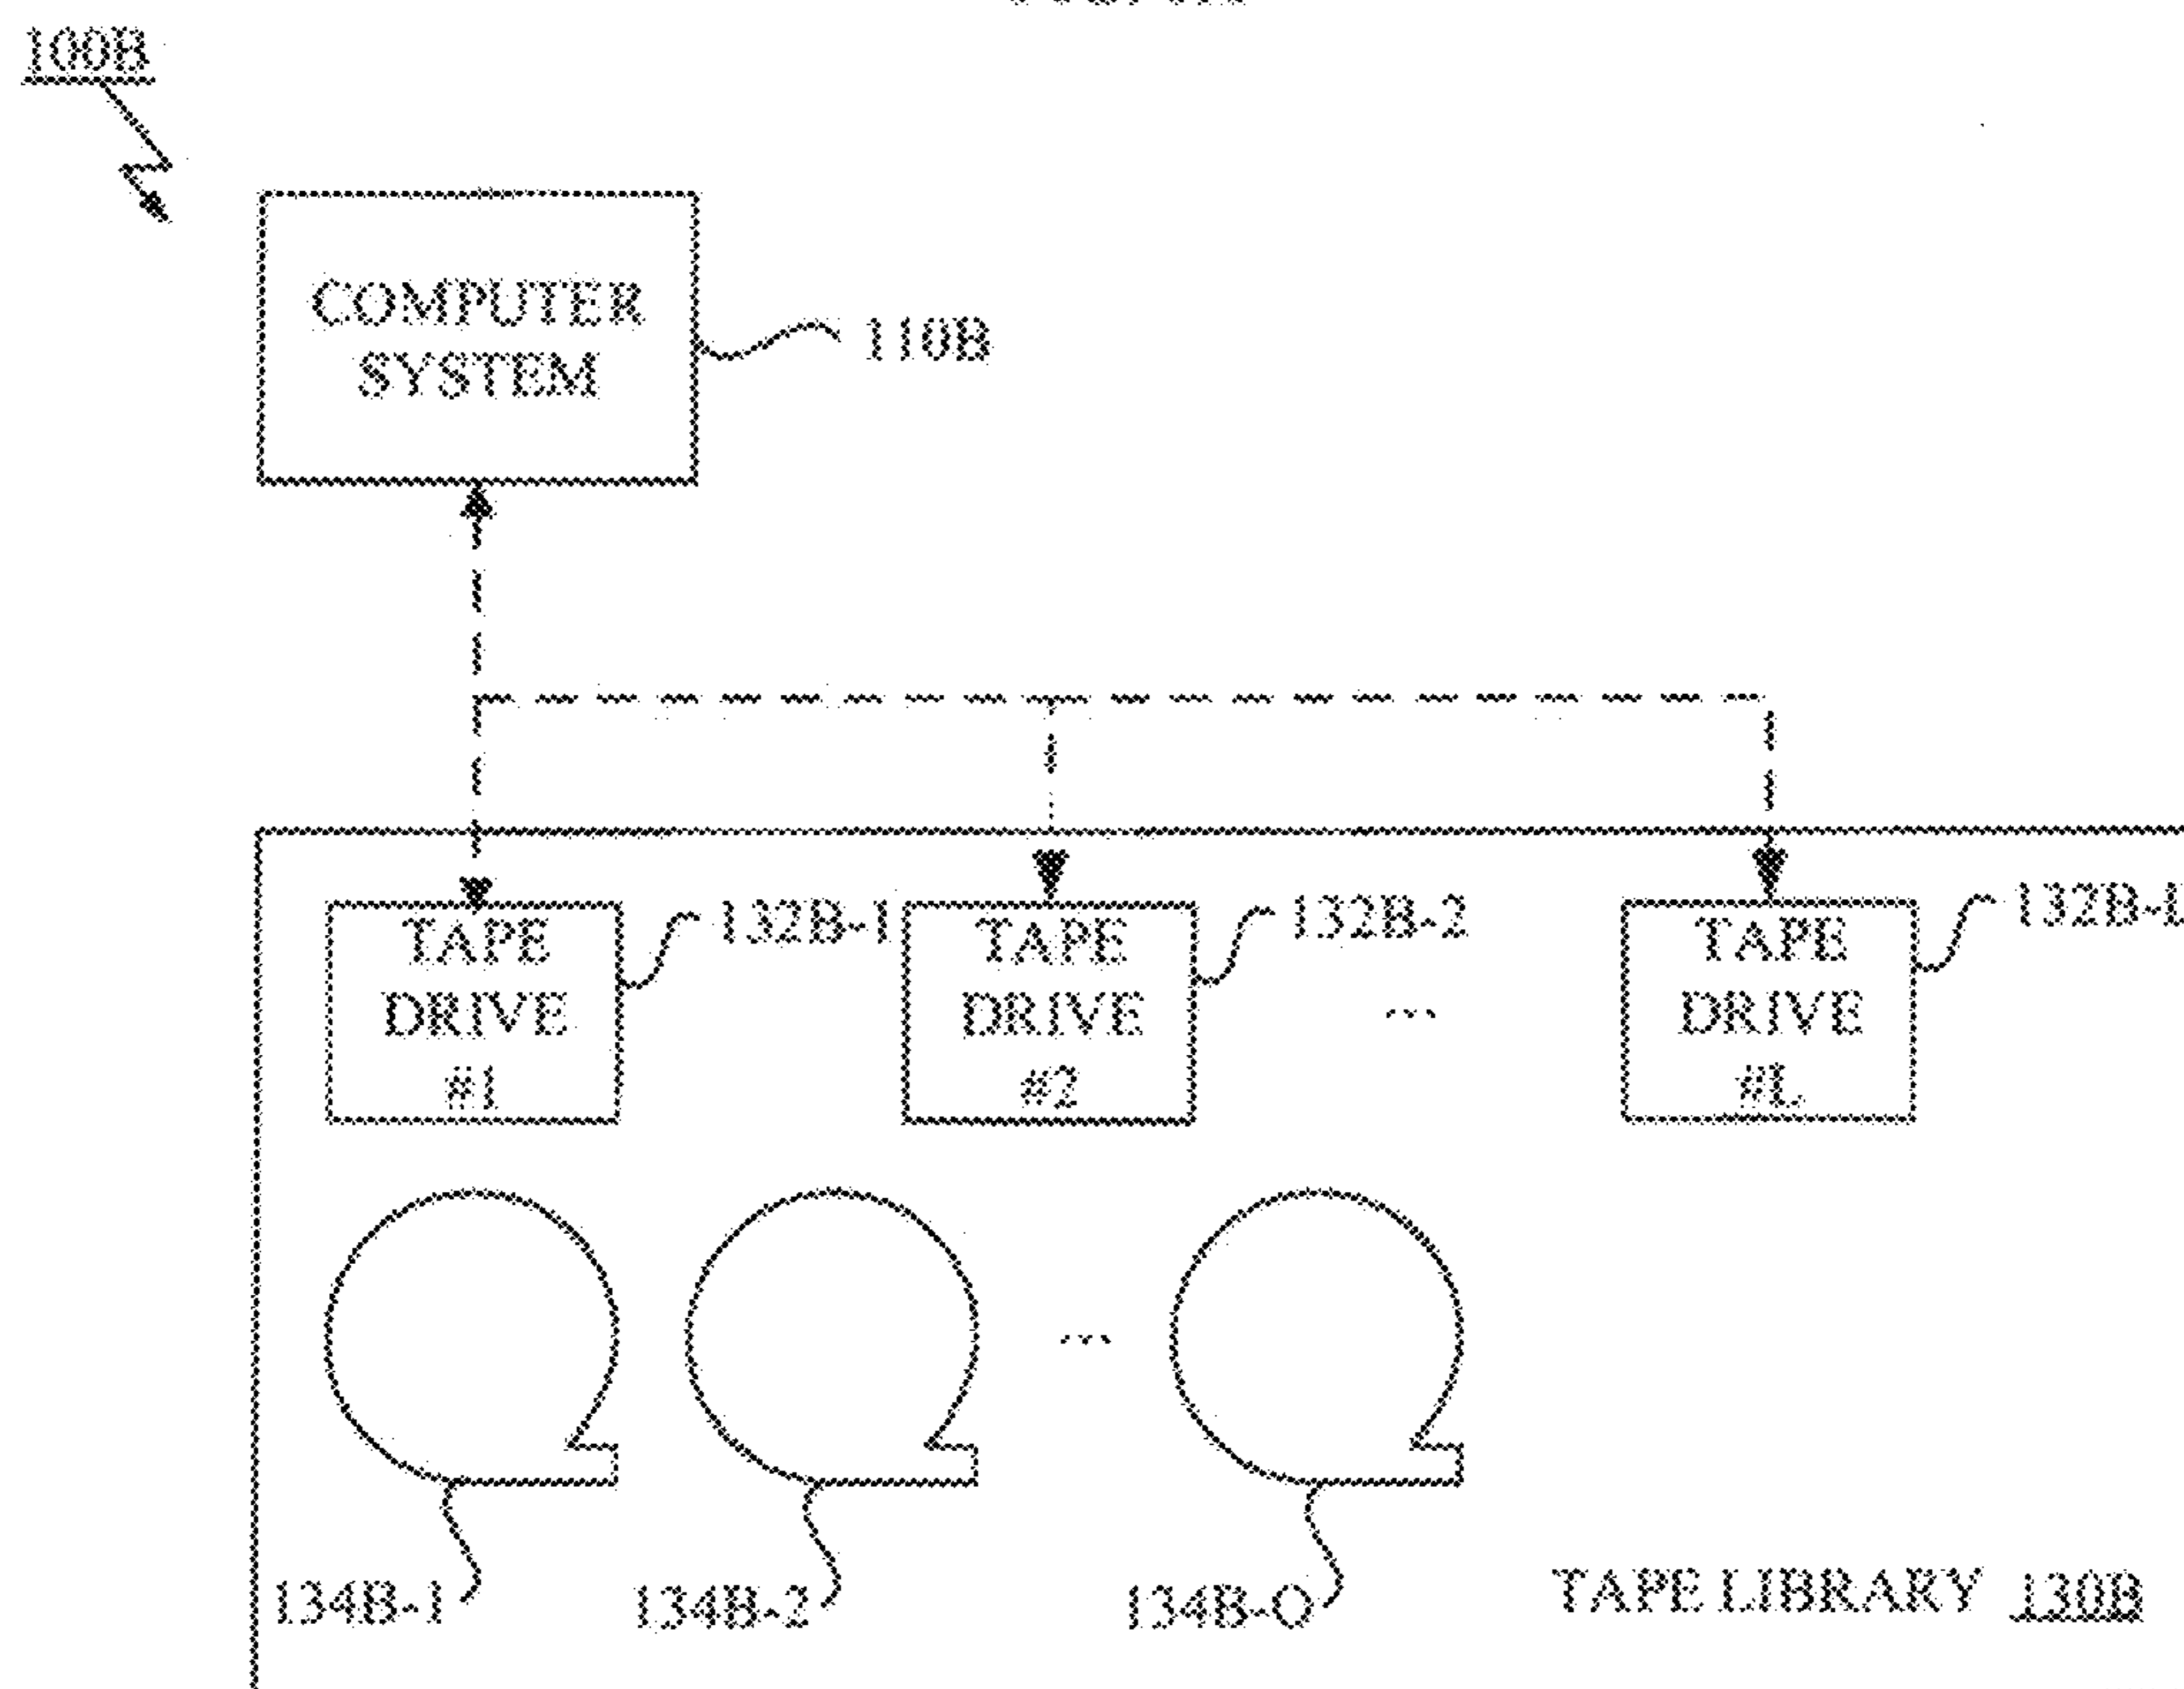 100B
COMPUTER
SYSTEM
110B
TAPE
DRIVE
#1
132B-1
TAPE
DRIVE
#2
132B-2
...
TAPE
DRIVE
#L
132B-L
...
134B-1
134B-2
134B-O
TAPE LIBRARY 130B